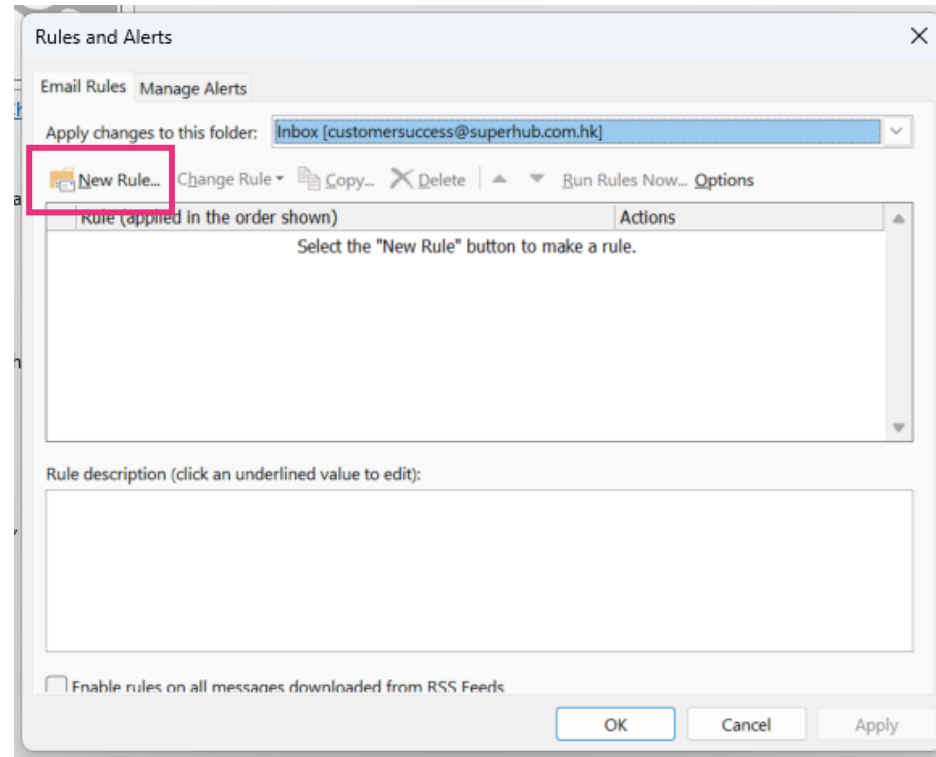 Rules and Alerts
Email Rules Manage Alerts
Apply changes to this folder: Inbox [customersuccess@superhub.com.hk]
New Rule... Change Rule Copy... Delete Run Rules Now... Options
Rule (applied in the order shown) Actions
Select the "New Rule" button to make a rule.
Rule description (click an underlined value to edit):
Enable rules on all messages downloaded from RSS Feeds
OK Cancel Apply